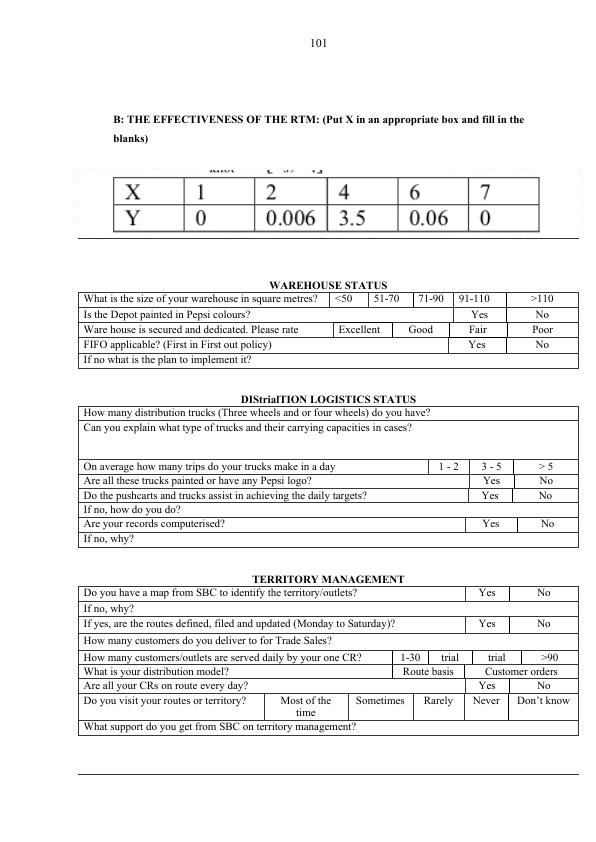 101
B: THE EFFECTIVENESS OF THE RTM: (Put X in an appropriate box and fill in the
blanks)
X 1 2 4 6 7
Y 0 0.006 3.5 0.06 0
WAREHOUSE STATUS
What is the size of your warehouse in square metres? <50 51-70 71-90 91-110 >110
Is the Depot painted in Pepsi colours? Yes No
Ware house is secured and dedicated. Please rate Excellent Good Fair Poor
FIFO applicable? (First in First out policy) Yes No
If no what is the plan to implement it?
DIStrialTION LOGISTICS STATUS
How many distribution trucks (Three wheels and or four wheels) do you have?
Can you explain what type of trucks and their carrying capacities in cases?
On average how many trips do your trucks make in a day 1 - 2 3 - 5 > 5
Are all these trucks painted or have any Pepsi logo? Yes No
Do the pushcarts and trucks assist in achieving the daily targets? Yes No
If no, how do you do?
Are your records computerised? Yes No
If no, why?
TERRITORY MANAGEMENT
Do you have a map from SBC to identify the territory/outlets? Yes No
If no, why?
If yes, are the routes defined, filed and updated (Monday to Saturday)? Yes No
How many customers do you deliver to for Trade Sales?
How many customers/outlets are served daily by your one CR? 1-30 trial trial >90
What is your distribution model? Route basis Customer orders
Are all your CRs on route every day? Yes No
Do you visit your routes or territory? Most of the Sometimes Rarely Never Don't know
time
What support do you get from SBC on territory management?